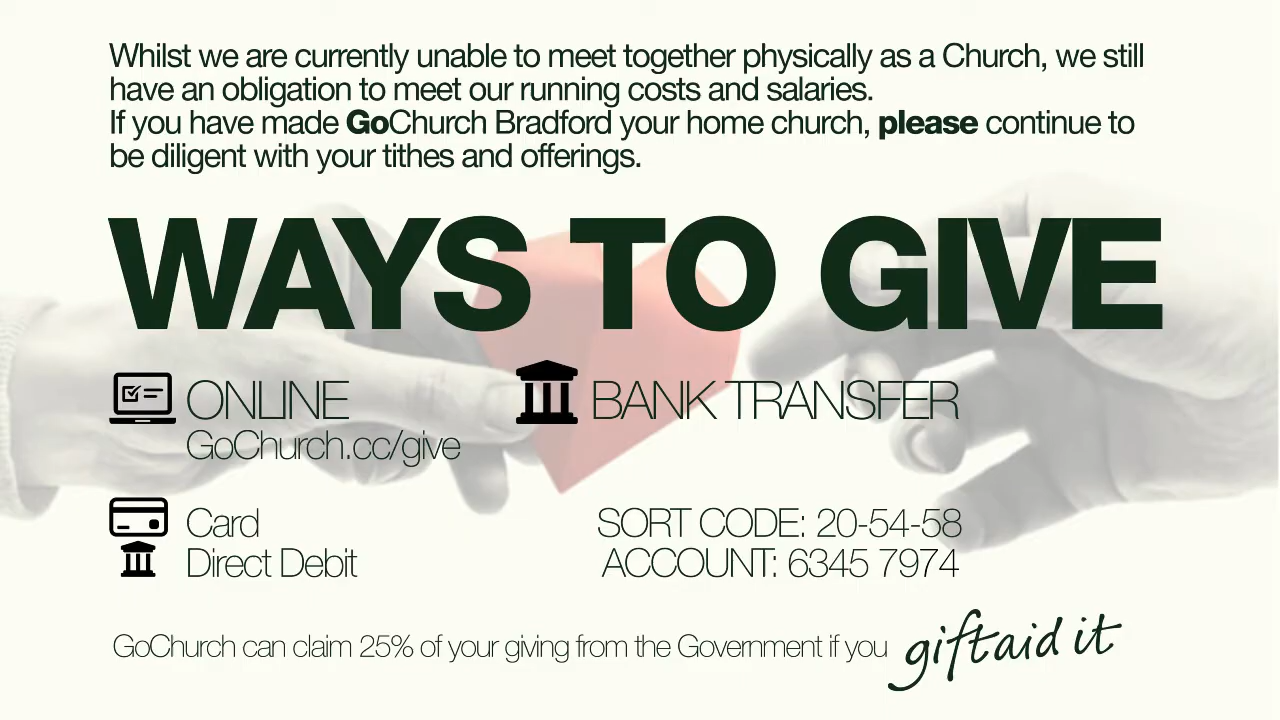 Whilst we are currently unable to meet together physically as a Church, we still
have an obligation to meet our running costs and salaries.
If you have made GoChurch Bradford your home church, please continue to
be diligent with your tithes and offerings.
WAYS TO GIVE
ONLINE
GoChurch.cc/give
Card
Direct Debit
BANK TRANSFER
SORT CODE: 20-54-58
ACCOUNT: 6345 7974
GoChurch can claim 25% of your giving from the Government if you giftaid it